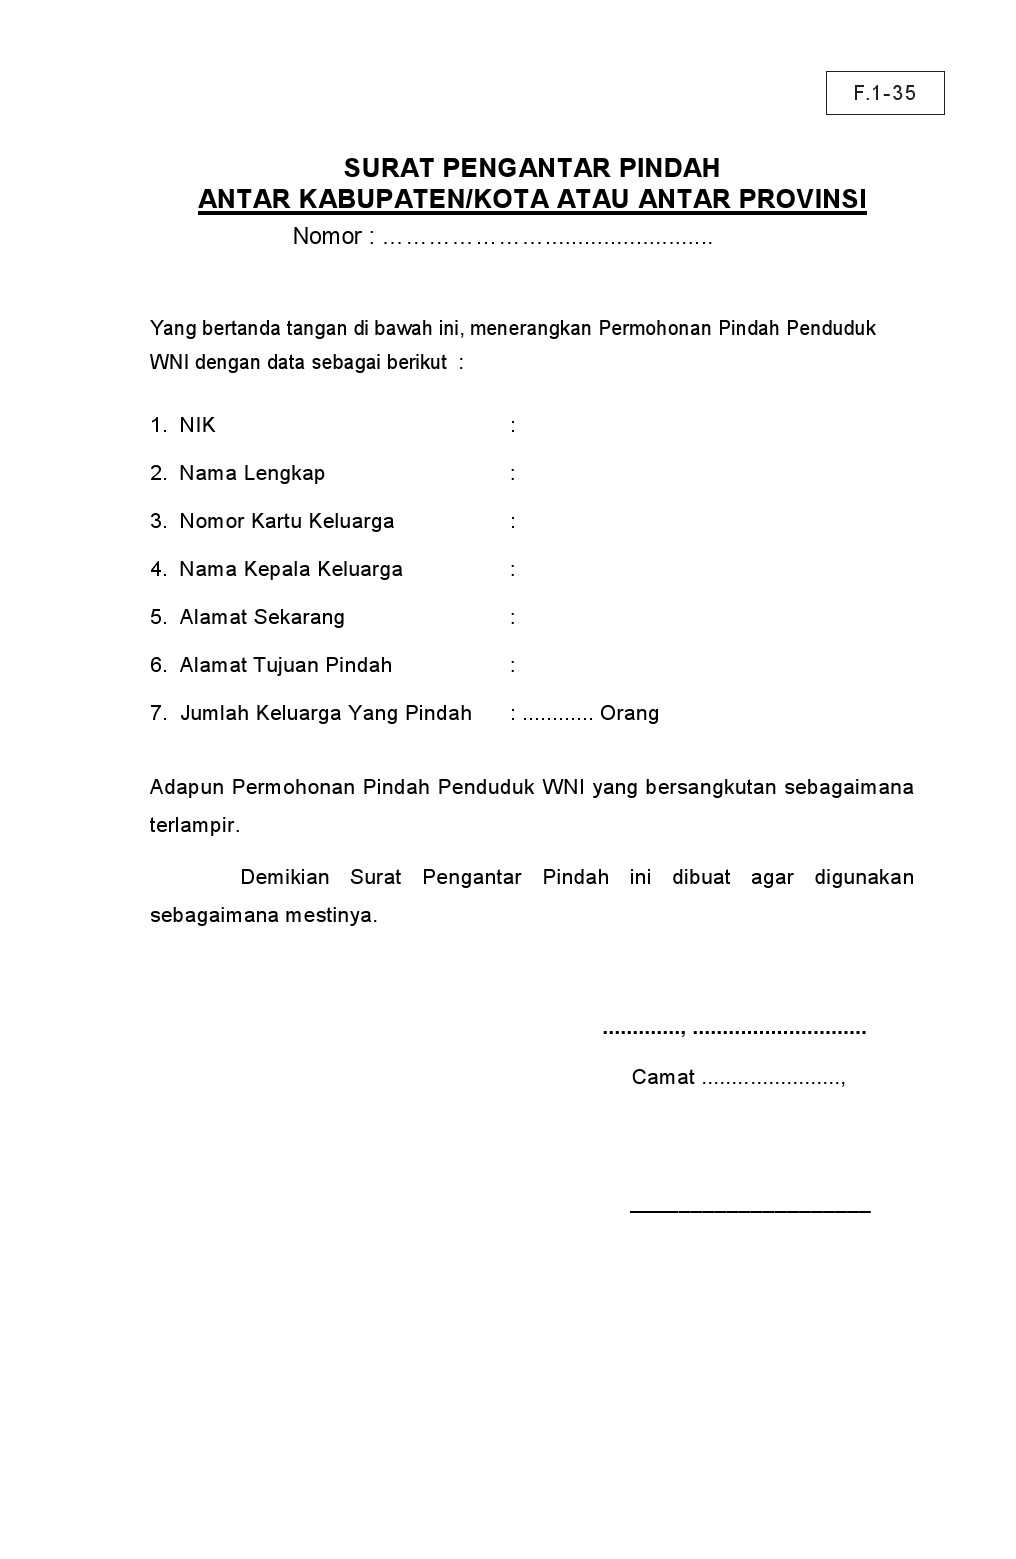 F.1-35
SURAT PENGANTAR PINDAH
ANTAR KABUPATEN/KOTA ATAU ANTAR PROVINSI
Nomor : …………………........................
Yang bertanda tangan di bawah ini, menerangkan Permohonan Pindah Penduduk
WNI dengan data sebagai berikut :
1. NIK :
2. Nama Lengkap :
3. Nomor Kartu Keluarga :
4. Nama Kepala Keluarga :
5. Alamat Sekarang :
6. Alamat Tujuan Pindah :
7. Jumlah Keluarga Yang Pindah : ............ Orang
Adapun Permohonan Pindah Penduduk WNI yang bersangkutan sebagaimana
terlampir.
Demikian Surat Pengantar Pindah ini dibuat agar digunakan
sebagaimana mestinya.
............., .............................
Camat .......................,
____________________